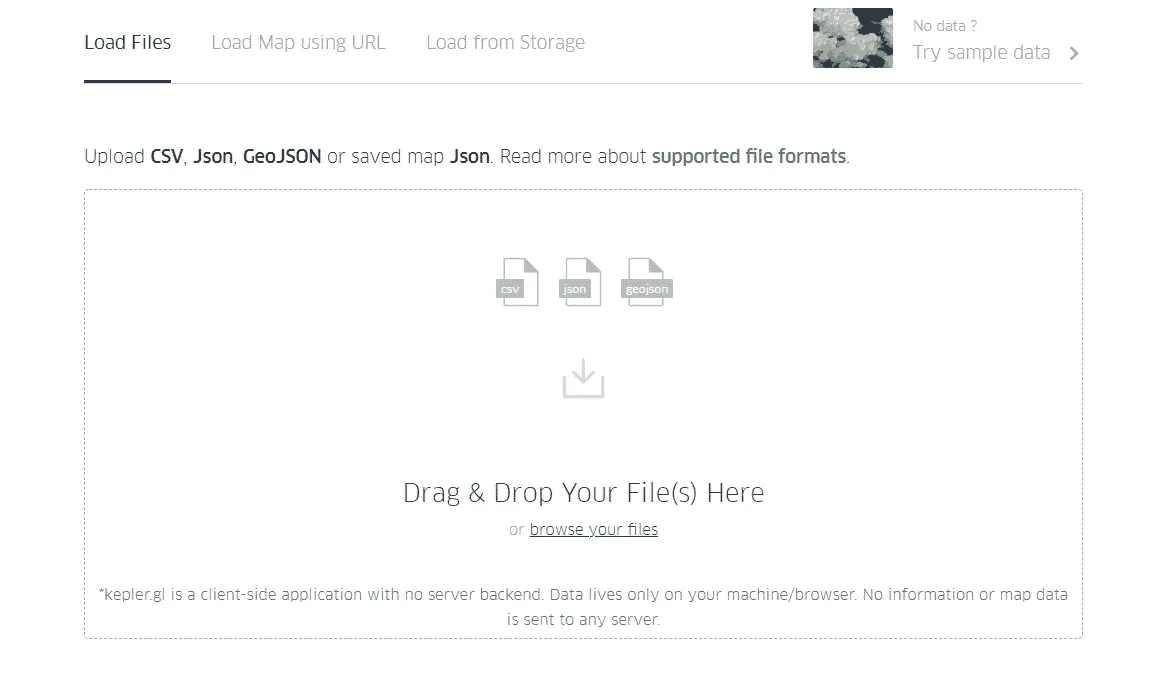 Load Files
Load Map using URL
Load from Storage
No data ?
Try sample data
Upload CSV, Json, GeoJSON or saved map Json. Read more about supported file formats.
csv
json
geojson
Drag & Drop Your File(s) Here
or browse your files
*kepler.gl is a client-side application with no server backend. Data lives only on your machine/browser. No information or map data
is sent to any server.